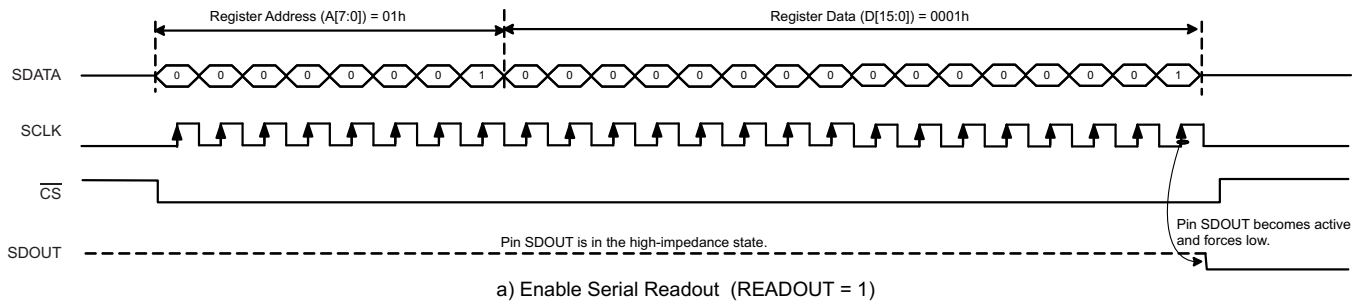 Register Address (A[7:0]) = 01h
Register Data (D[15:0]) = 0001h
SDATA
0 0 0 0 0 0 0 1 0 0 0 0 0 0 0 0 0 0 0 0 0 0 0 1
SCLK
CS
Pin SDOUT becomes active
and forces low.
Pin SDOUT is in the high-impedance state.
SDOUT
a) Enable Serial Readout (READOUT = 1)